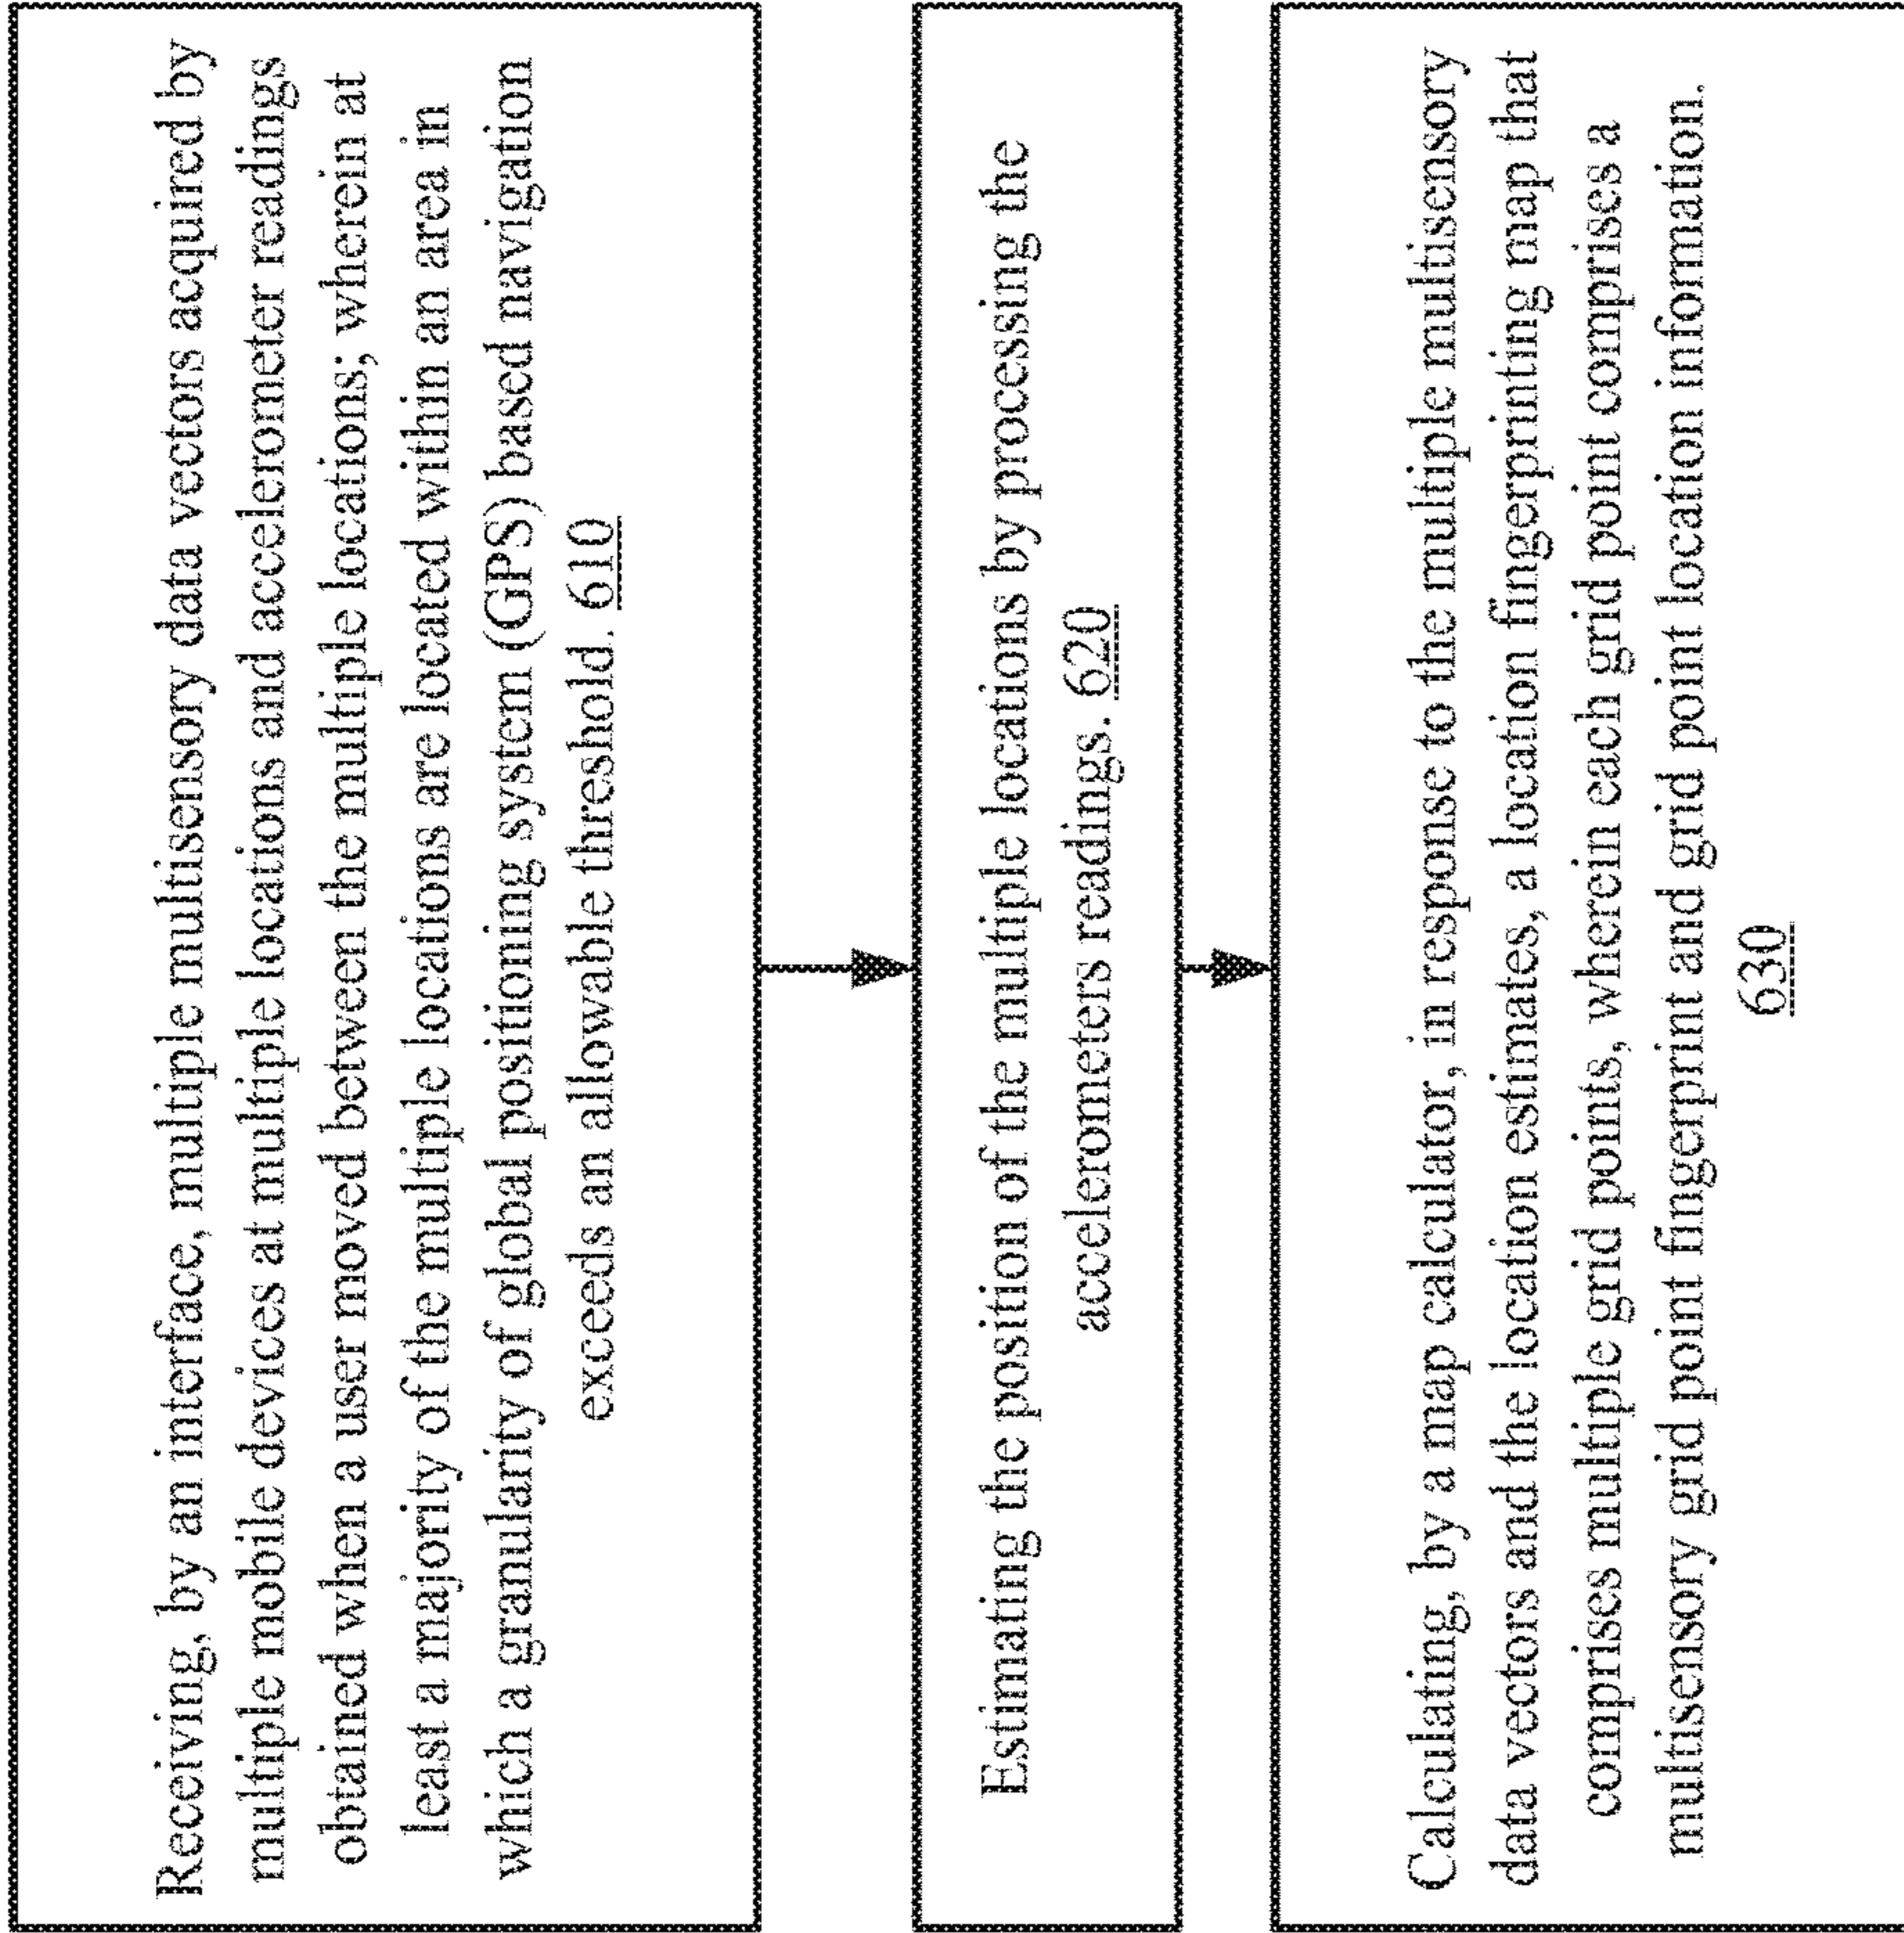 Receiving, by an interface, multiple multisensory data vectors acquired by
multiple mobile devices at multiple locations and accelerometer readings
obtained when a user moved between the multiple locations; wherein at
least a majority of the multiple locations are located within an area in
which a granularity of global positioning system (GPS) based navigation
exceeds an allowable threshold. 610
Estimating the position of the multiple locations by processing the
accelerometers readings. 620
Calculating, by a map calculator, in response to the multiple multisensory
data vectors and the location estimates, a location fingerprinting map that
comprises multiple grid points, wherein each grid point comprises a
multisensory grid point fingerprint and grid point location information.
630